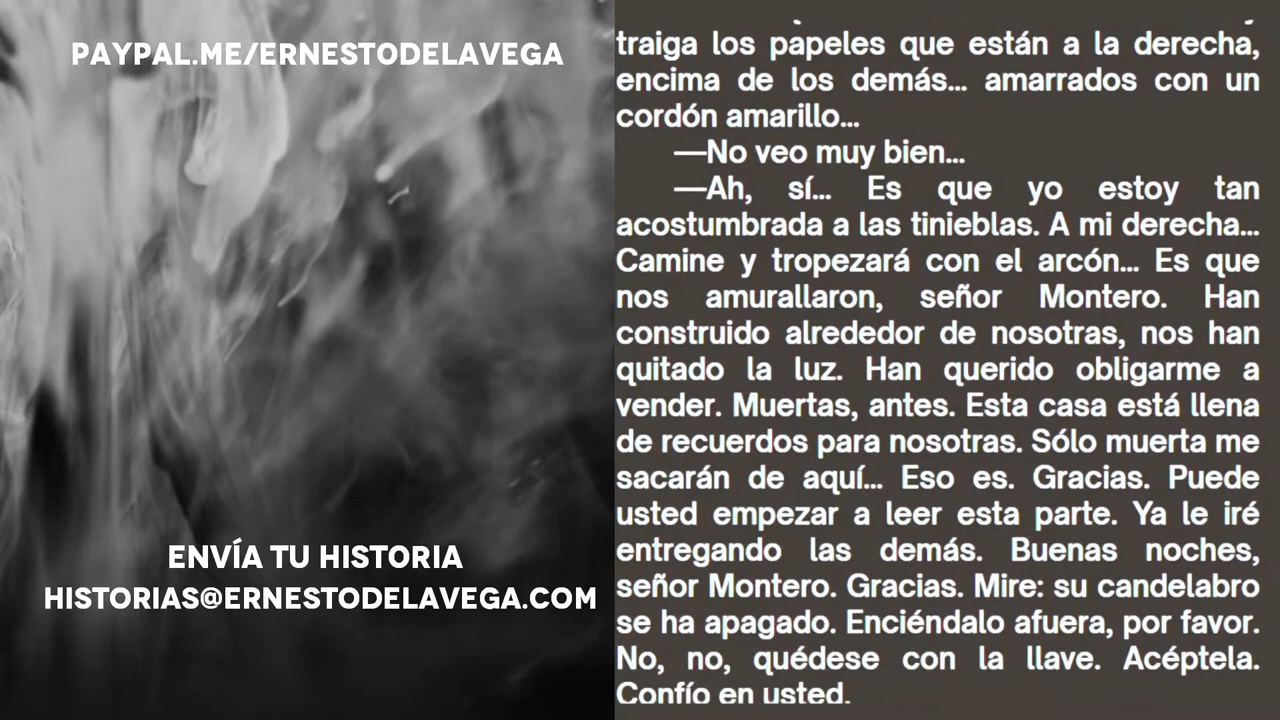 PAYPAL.ME/ERNESTODELAVEGA
ENVÍA TU HISTORIA
HISTORIAS@ERNESTODELAVEGA.COM
traiga los papeles que están a la derecha,
encima de los demás... amarrados con un
cordón amarillo...
—No veo muy bien...
—Ah, sí... Es que yo estoy tan
acostumbrada a las tinieblas. A mi derecha...
Camine y tropezará con el arcón... Es que
nos amurallaron, señor Montero. Han
construido alrededor de nosotras, nos han
quitado la luz. Han querido obligarme a
vender. Muertas, antes. Esta casa está llena
de recuerdos para nosotras. Sólo muerta me
sacarán de aquí... Eso es. Gracias. Puede
usted empezar a leer esta parte. Ya le iré
entregando las demás. Buenas noches,
señor Montero. Gracias. Mire: su candelabro
se ha apagado. Enciéndalo afuera, por favor.
No, no, quédese con la llave. Acéptela.
Confío en usted.